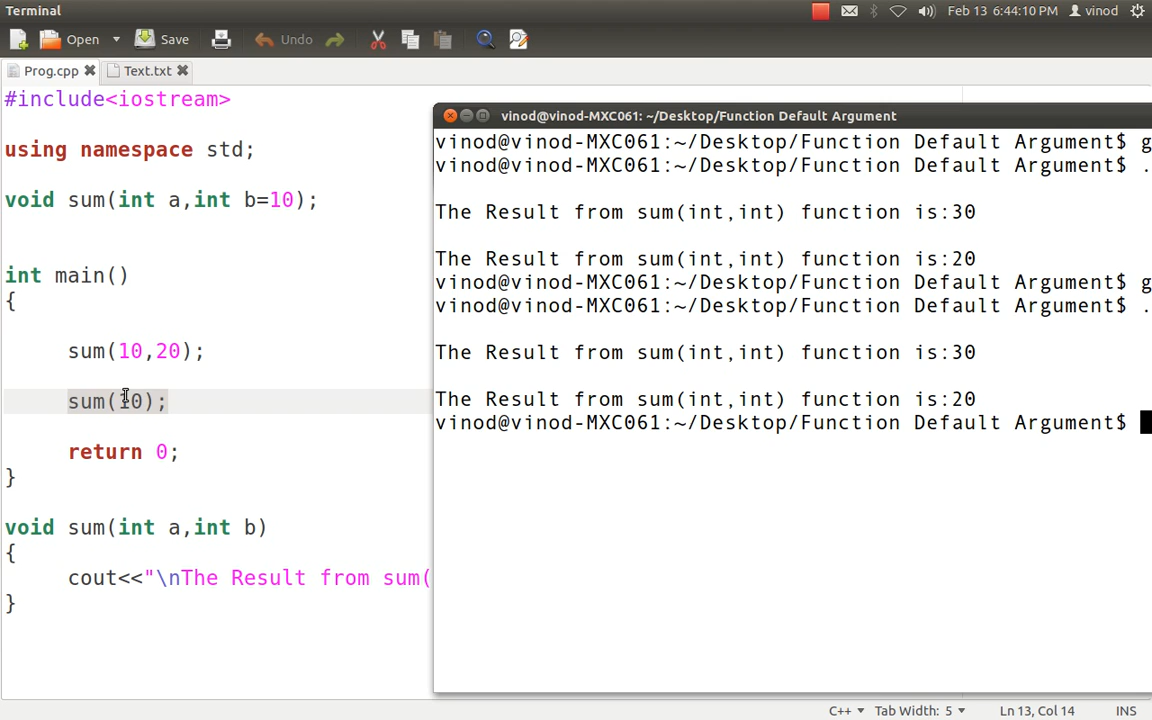 Terminal
Feb 13 6:44:10 PM vinod
Open Save Undo
Prog.cpp Text.txt
#include<iostream>
using namespace std;
void sum(int a,int b=10);
int main()
{
sum(10,20);
sum(10);
return 0;
}
void sum(int a,int b)
{
cout<<"\nThe Result from sum(
}
vinod@vinod-MXC061: ~/Desktop/Function Default Argument
vinod@vinod-MXC061:~/Desktop/Function Default Argument$ g
vinod@vinod-MXC061:~/Desktop/Function Default Argument$ .
The Result from sum(int,int) function is:30
The Result from sum(int,int) function is:20
vinod@vinod-MXC061:~/Desktop/Function Default Argument$ g
vinod@vinod-MXC061:~/Desktop/Function Default Argument$ .
The Result from sum(int,int) function is:30
The Result from sum(int,int) function is:20
vinod@vinod-MXC061:~/Desktop/Function Default Argument$
C++ Tab Width: 5 Ln 13, Col 14 INS